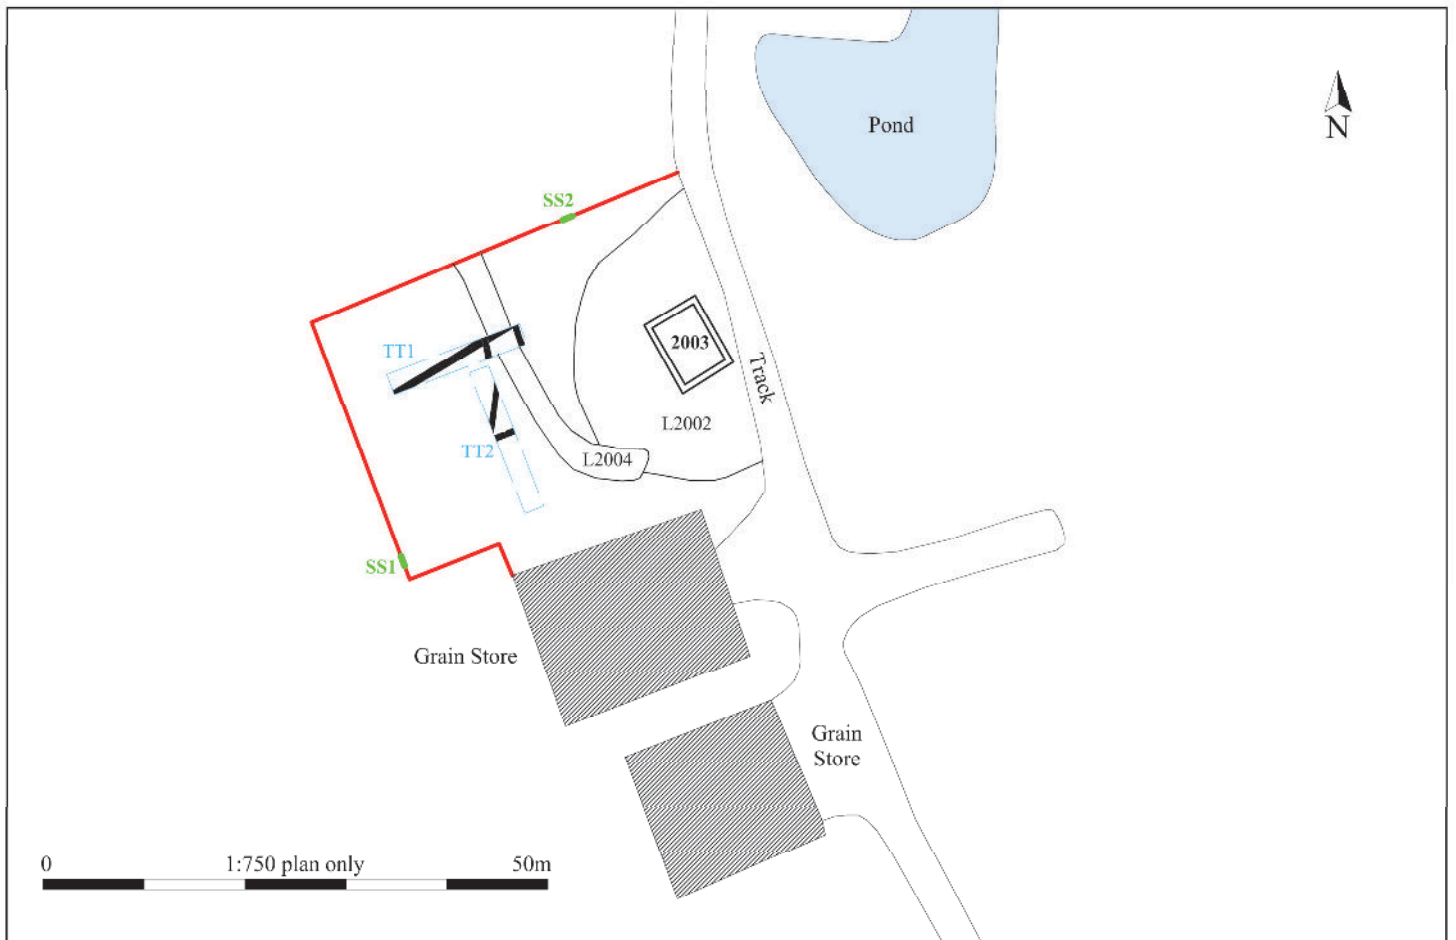 Pond
N
SS2
TT1
2003
Track
L2002
TT2
L2004
SS1
Grain Store
Grain
Store
0
1:750 plan only
50m